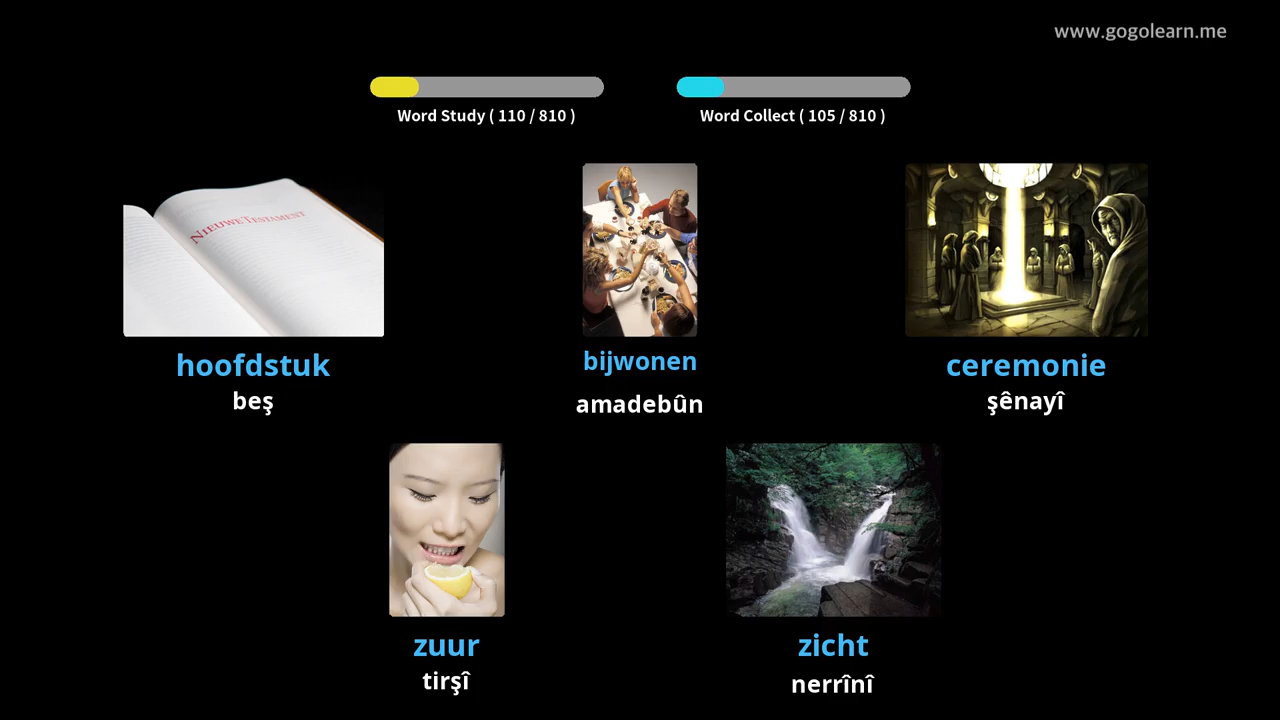 www.gogolearn.me
Word Study ( 110 / 810 )
Word Collect ( 105 / 810 )
NIEUWE TESTAMENT
hoofdstuk
beş
bijwonen
amadebûn
ceremonie
şênayî
zuur
tirşî
zicht
nerrînî